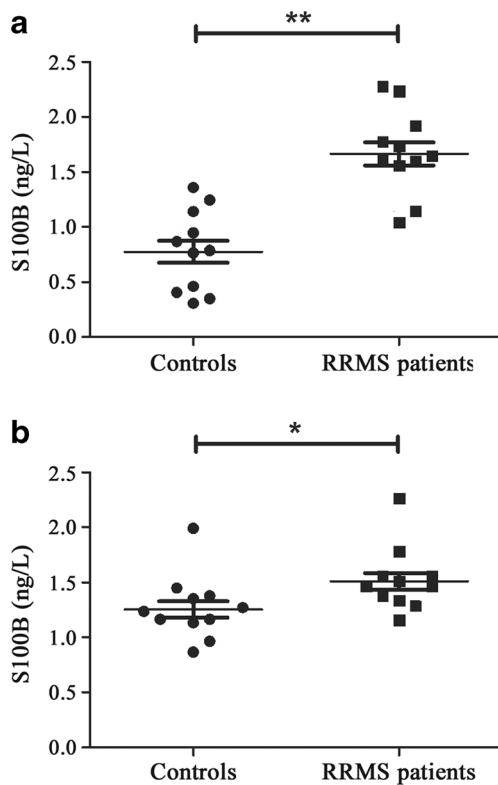 a
**
2.5
2.0
1.5
1.0
0.5
0.0
S100B (ng/L)
Controls RRMS patients
b
*
2.5
2.0
1.5
1.0
0.5
0.0
S100B (ng/L)
Controls RRMS patients